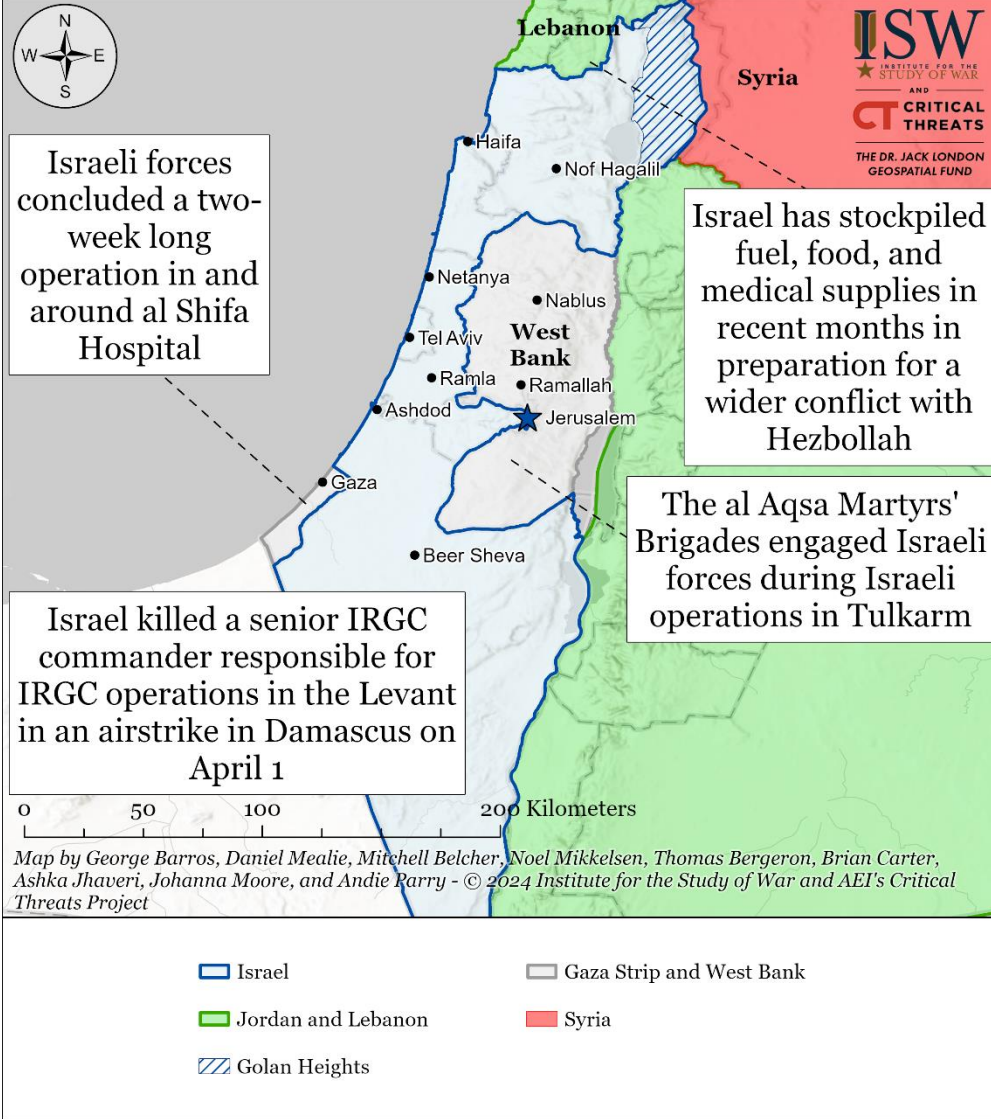 N
W
E
S
Lebanon
Syria
ISW
INSTITUTE FOR THE
STUDY OF WAR
AND
CT CRITICAL
THREATS
THE DR. JACK LONDON
GEOSPATIAL FUND
Israeli forces
concluded a two-
week long
operation in and
around al Shifa
Hospital
Haifa
Nof Hagalil
Israel has stockpiled
fuel, food, and
medical supplies in
recent months in
preparation for a
wider conflict with
Hezbollah
Netanya
Nablus
West
Bank
Tel Aviv
Ramla
Ramallah
Ashdod
Jerusalem
Gaza
Beer Sheva
The al Aqsa Martyrs'
Brigades engaged Israeli
forces during Israeli
operations in Tulkarm
Israel killed a senior IRGC
commander responsible for
IRGC operations in the Levant
in an airstrike in Damascus on
April 1
0 50 100 200 Kilometers
Map by George Barros, Daniel Mealie, Mitchell Belcher, Noel Mikkelsen, Thomas Bergeron, Brian Carter,
Ashka Jhaveri, Johanna Moore, and Andie Parry - © 2024 Institute for the Study of War and AEI's Critical
Threats Project
Israel
Gaza Strip and West Bank
Jordan and Lebanon
Syria
Golan Heights